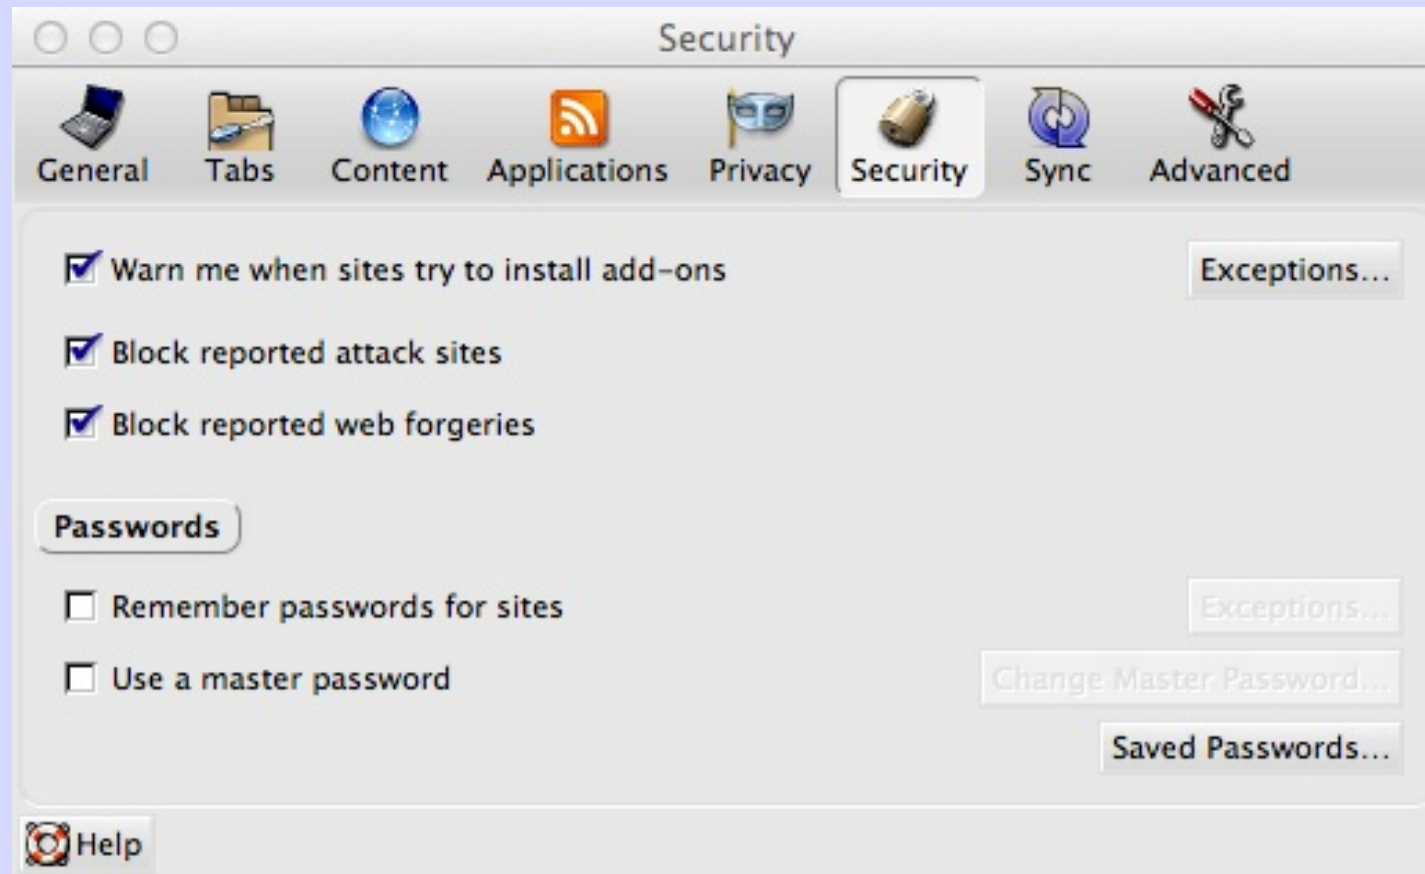 Security
General Tabs Content Applications Privacy Security Sync Advanced
Warn me when sites try to install add-ons Exceptions...
Block reported attack sites
Block reported web forgeries
Passwords
Remember passwords for sites Exceptions...
Use a master password Change Master Password...
Saved Passwords...
Help